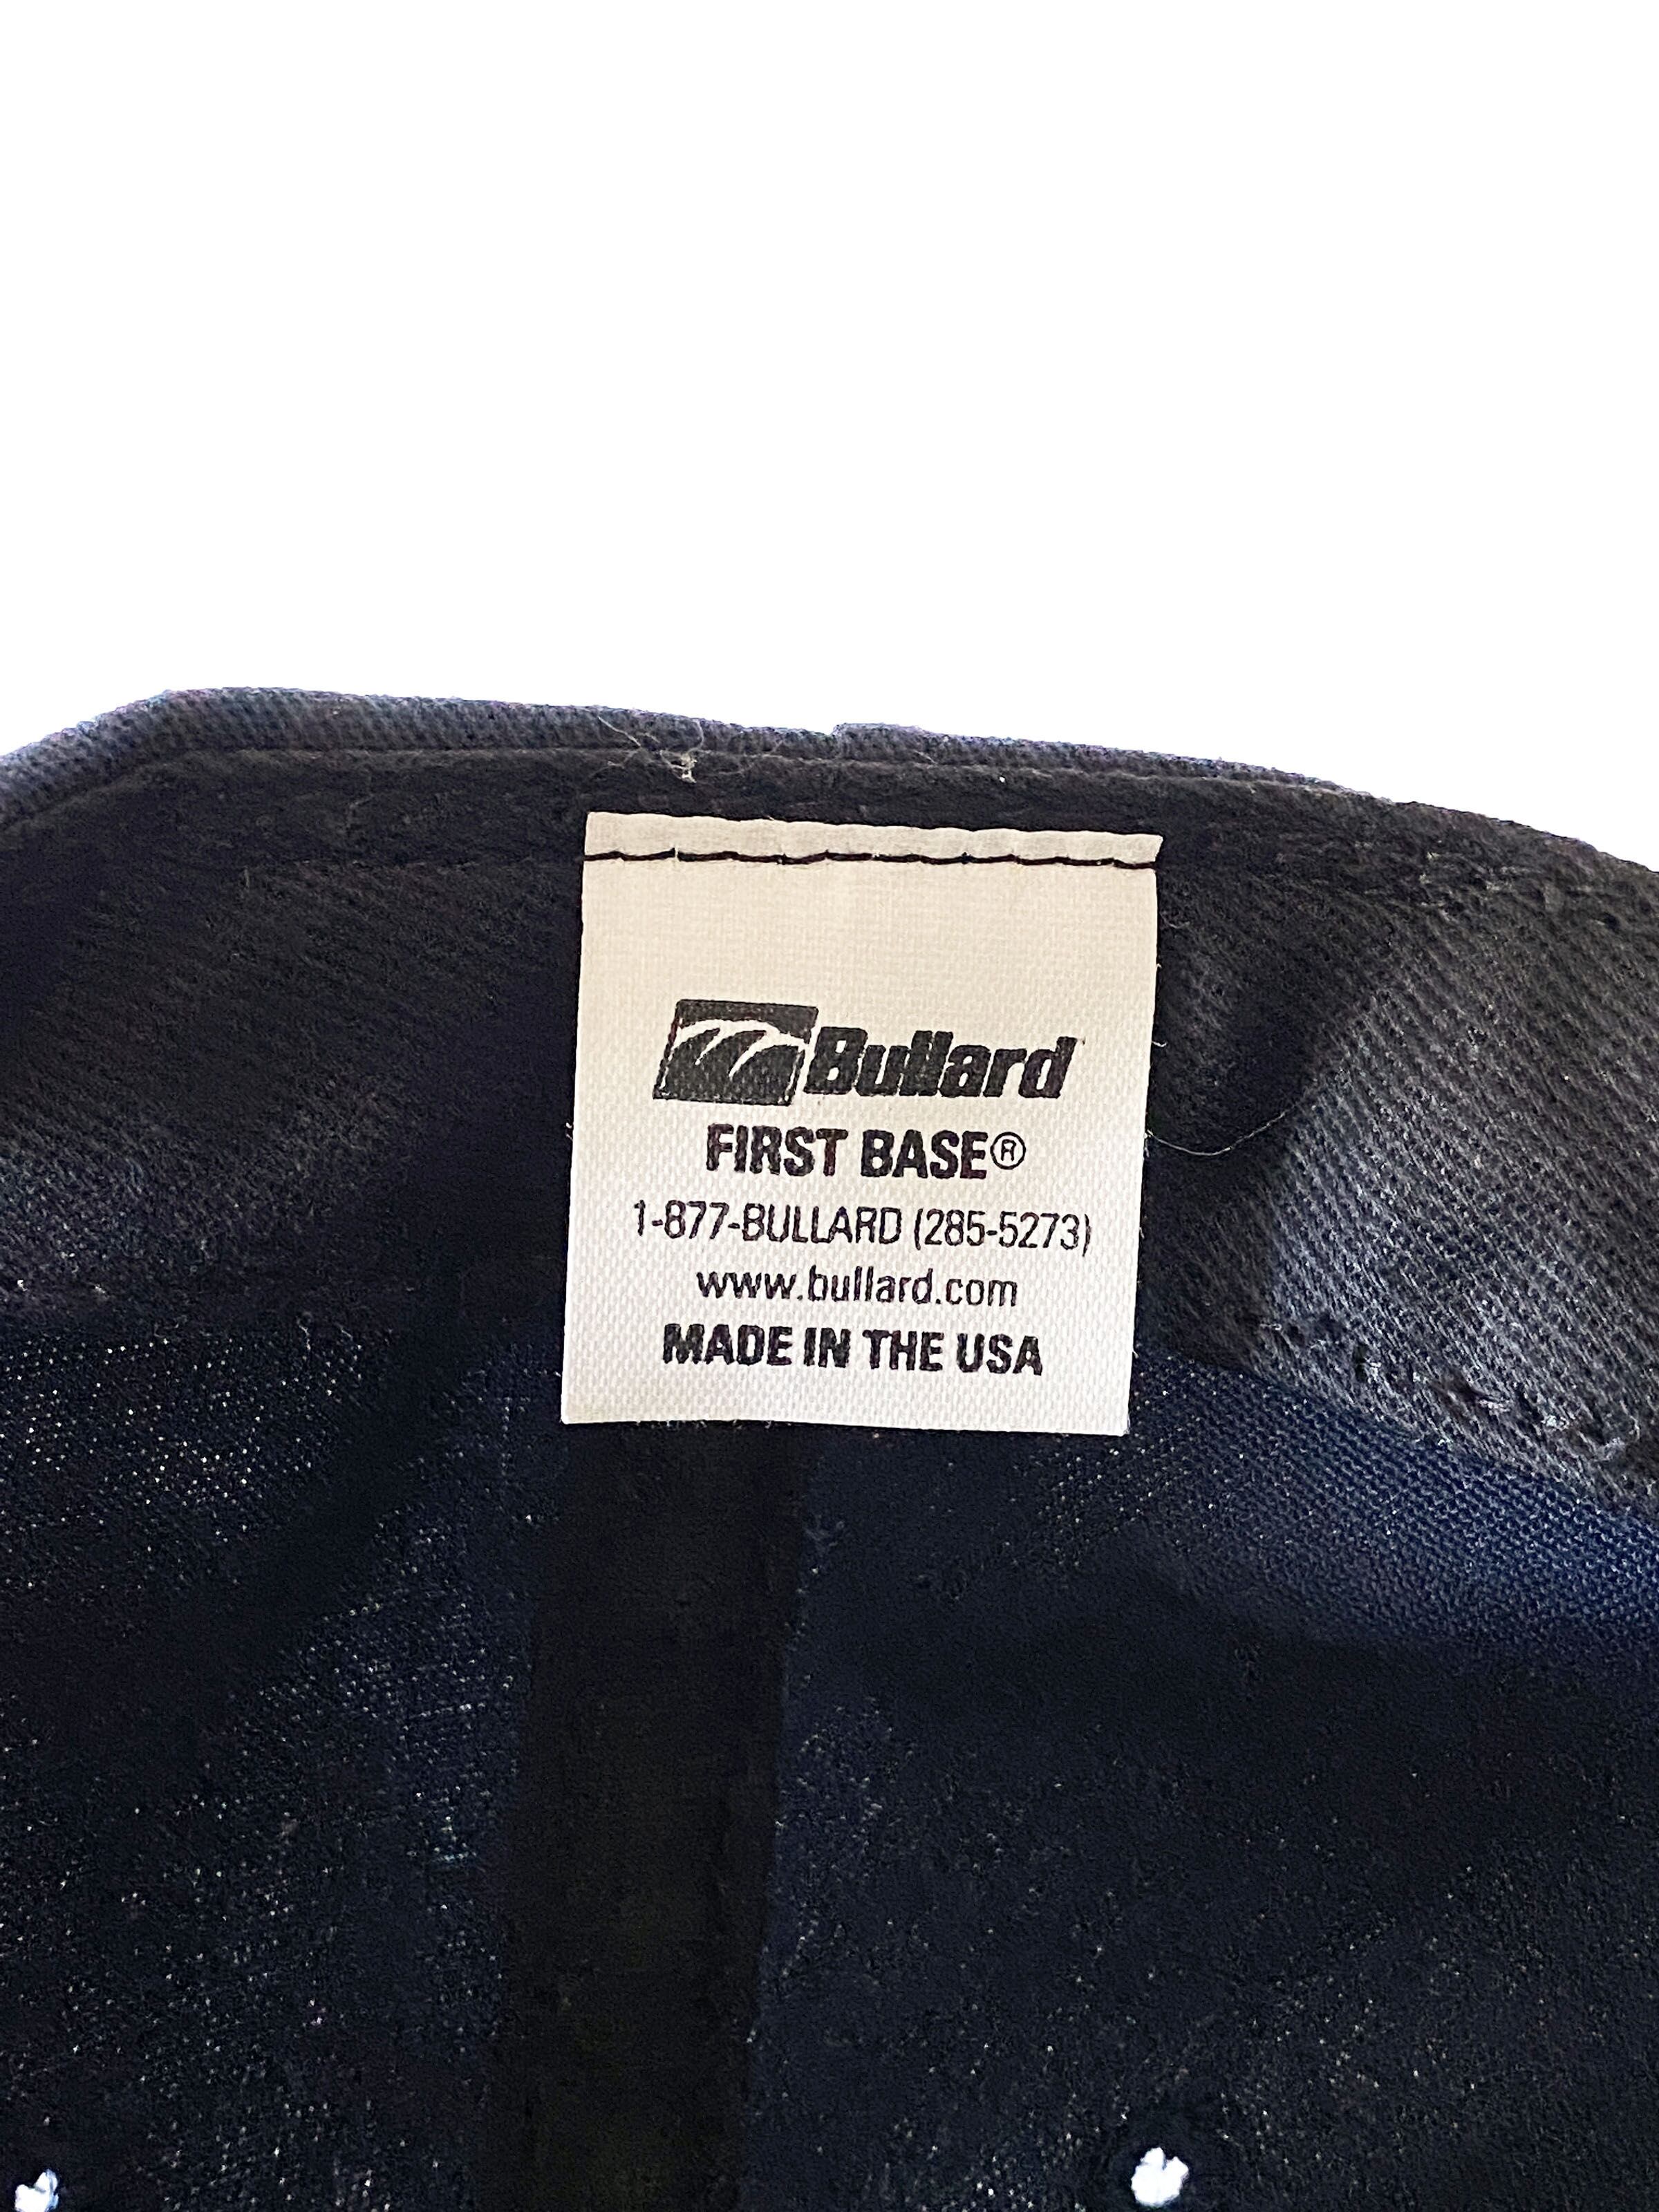 Bullard
FIRST BASE®
1-877-BULLARD (285-5273)
www.bullard.com
MADE IN THE USA